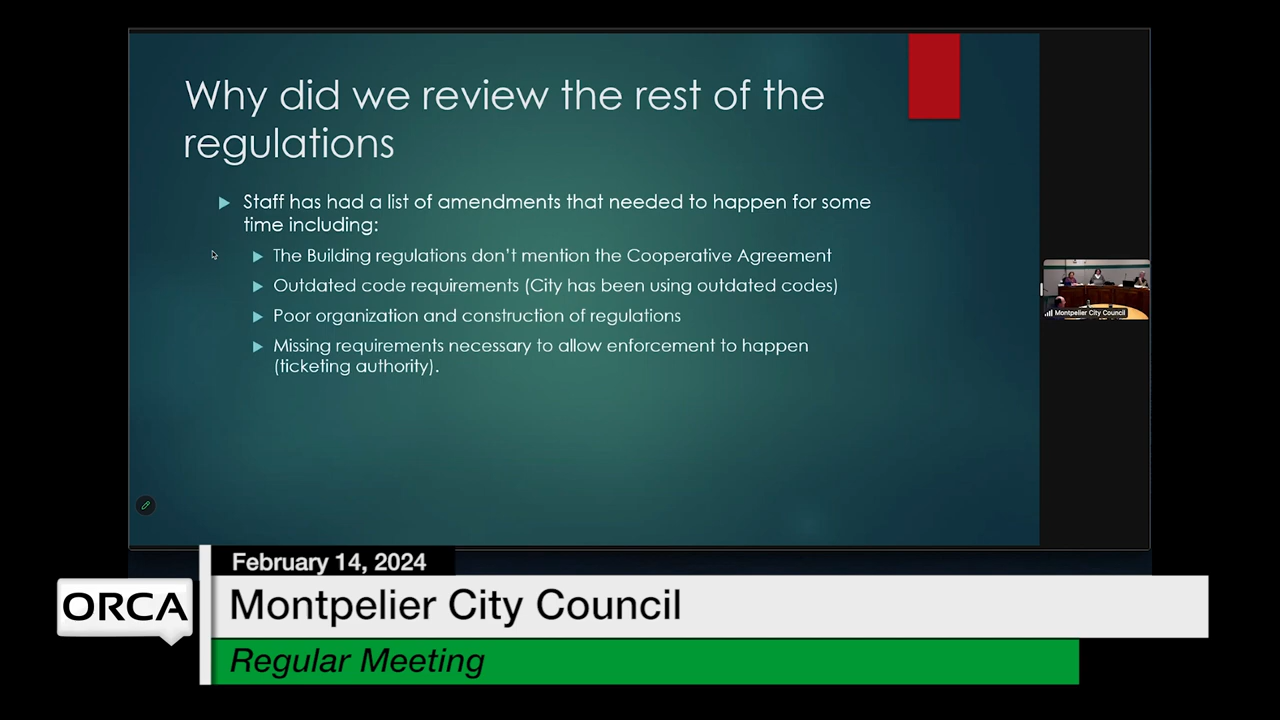 Why did we review the rest of the
regulations
Staff has had a list of amendments that needed to happen for some
time including:
The Building regulations don't mention the Cooperative Agreement
Outdated code requirements (City has been using outdated codes)
Poor organization and construction of regulations
Missing requirements necessary to allow enforcement to happen
(ticketing authority).
Montpelier City Council
February 14, 2024
ORCA
Montpelier City Council
Regular Meeting